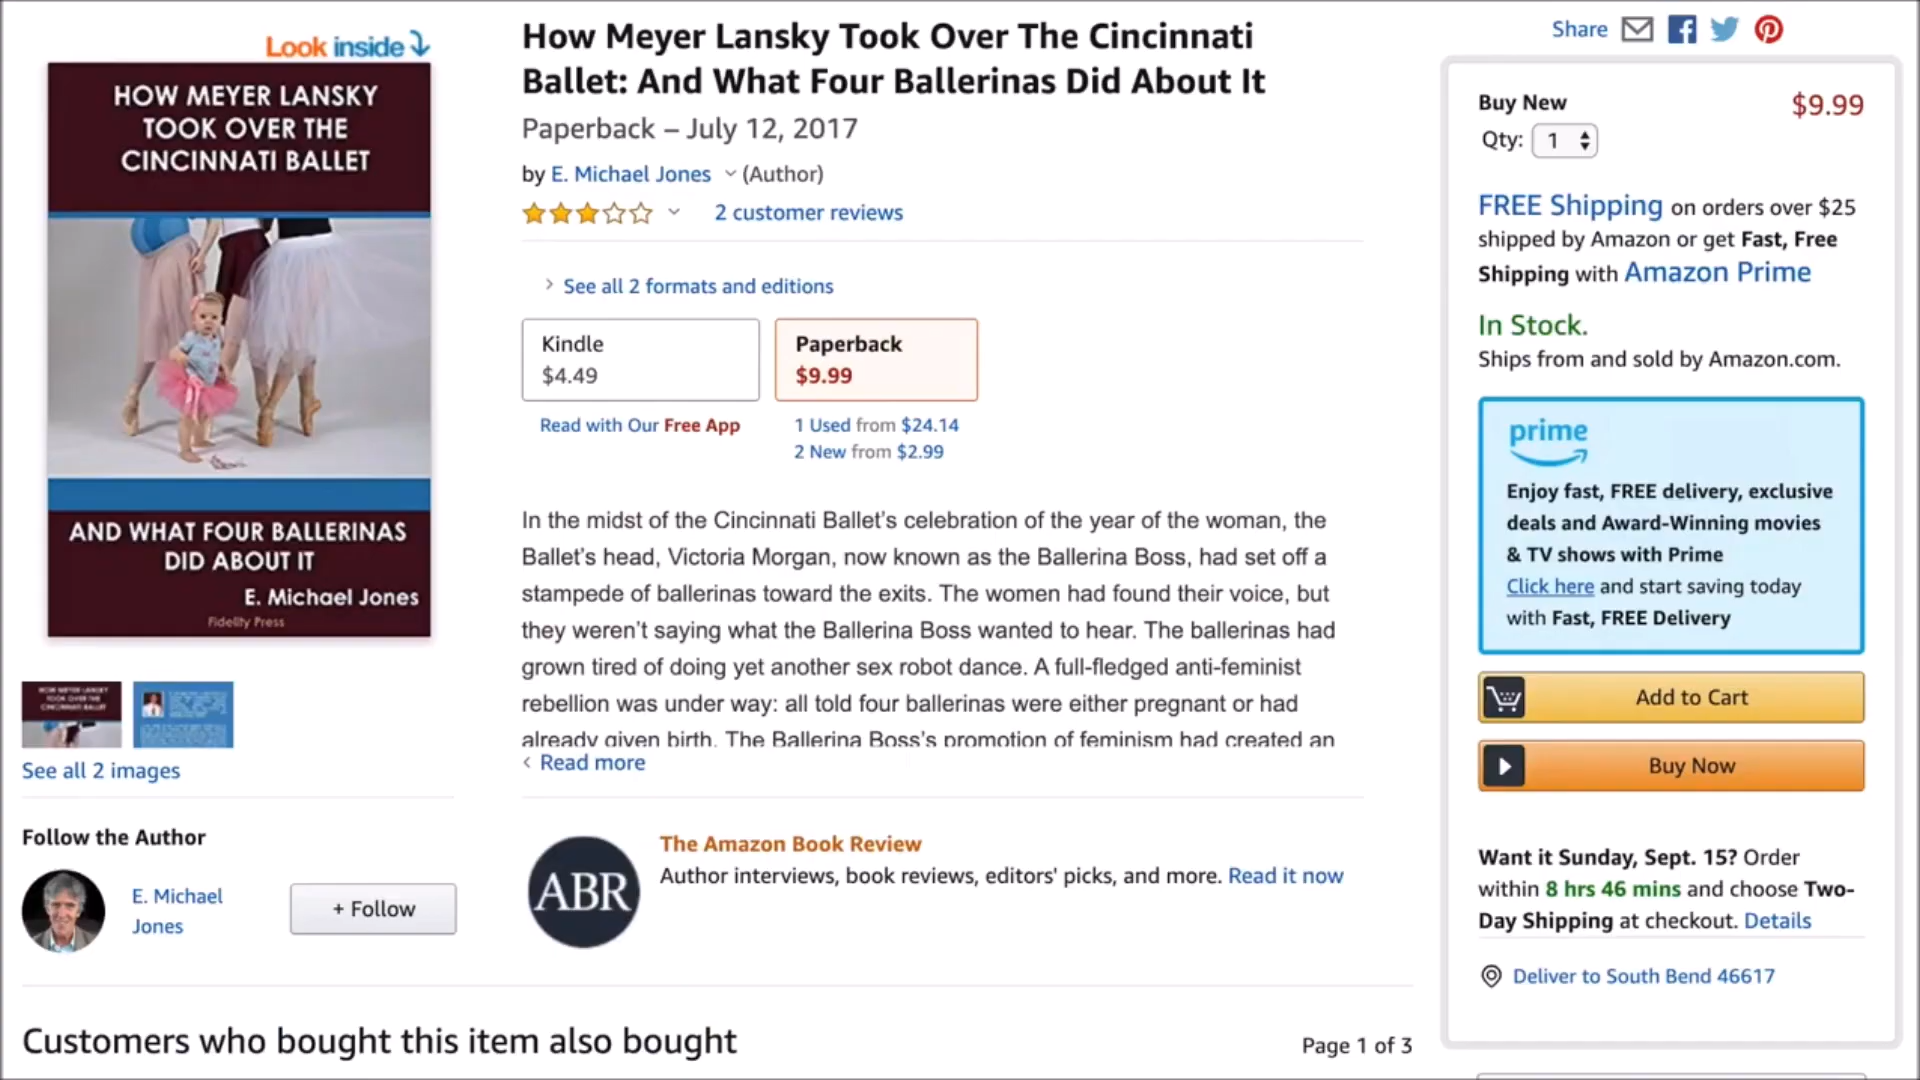 Look inside
HOW MEYER LANSKY
TOOK OVER THE
CINCINNATI BALLET
AND WHAT FOUR BALLERINAS
DID ABOUT IT
E. Michael Jones
Fidelity Press
See all 2 images
Follow the Author
E. Michael
Jones
+ Follow
How Meyer Lansky Took Over The Cincinnati
Ballet: And What Four Ballerinas Did About It
Paperback – July 12, 2017
by E. Michael Jones (Author)
2 customer reviews
See all 2 formats and editions
Kindle
$4.49
Paperback
$9.99
Read with Our Free App
1 Used from $24.14
2 New from $2.99
In the midst of the Cincinnati Ballet's celebration of the year of the woman, the
Ballet's head, Victoria Morgan, now known as the Ballerina Boss, had set off a
stampede of ballerinas toward the exits. The women had found their voice, but
they weren't saying what the Ballerina Boss wanted to hear. The ballerinas had
grown tired of doing yet another sex robot dance. A full-fledged anti-feminist
rebellion was under way: all told four ballerinas were either pregnant or had
already given birth. The Ballerina Boss's promotion of feminism had created an
Read more
ABR
The Amazon Book Review
Author interviews, book reviews, editors' picks, and more. Read it now
Share
Buy New $9.99
Qty: 1
FREE Shipping on orders over $25
shipped by Amazon or get Fast, Free
Shipping with Amazon Prime
In Stock.
Ships from and sold by Amazon.com.
prime
Enjoy fast, FREE delivery, exclusive
deals and Award-Winning movies
& TV shows with Prime
Click here and start saving today
with Fast, FREE Delivery
Add to Cart
Buy Now
Want it Sunday, Sept. 15? Order
within 8 hrs 46 mins and choose Two-
Day Shipping at checkout. Details
Deliver to South Bend 46617
Customers who bought this item also bought
Page 1 of 3